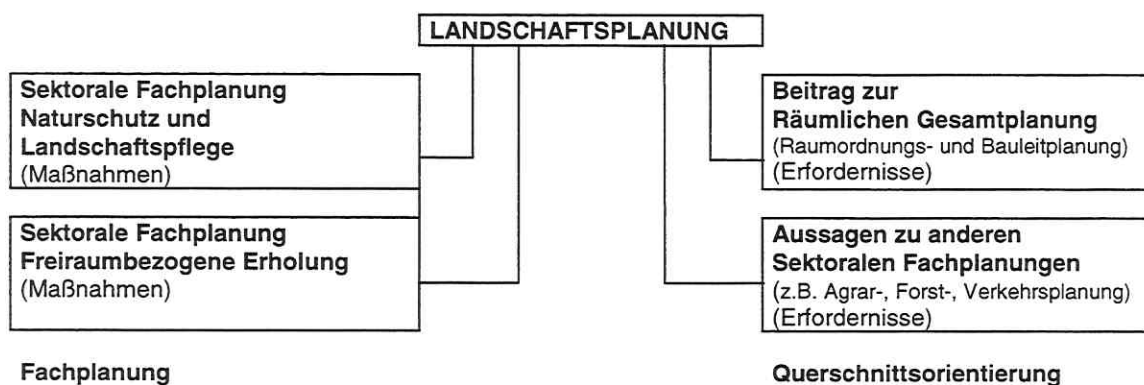 LANDSCHAFTSPLANUNG
Sektorale Fachplanung
Naturschutz und
Landschaftspflege
(Maßnahmen)
Sektorale Fachplanung
Freiraumbezogene Erholung
(Maßnahmen)
Fachplanung
Beitrag zur
Räumlichen Gesamtplanung
(Raumordnungs- und Bauleitplanung)
(Erfordernisse)
Aussagen zu anderen
Sektoralen Fachplanungen
(z.B. Agrar-, Forst-, Verkehrsplanung)
(Erfordernisse)
Querschnittsorientierung